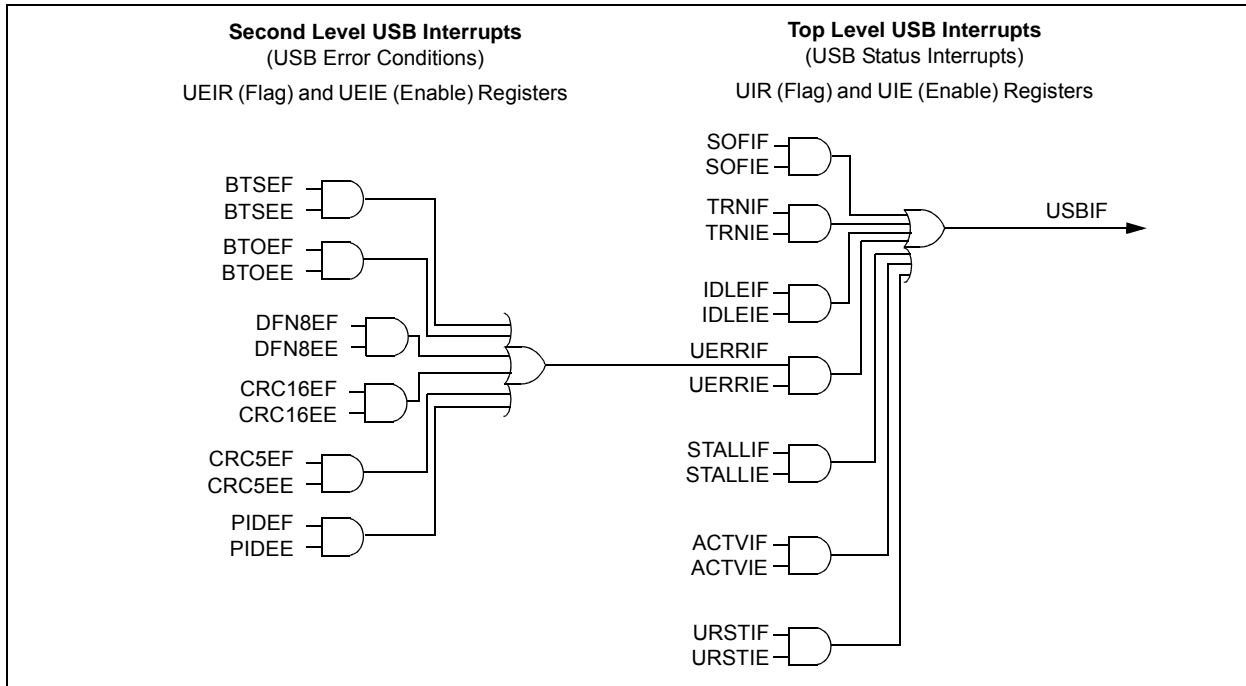 Second Level USB Interrupts
(USB Error Conditions)
UEIR (Flag) and UEIE (Enable) Registers
BTSEF
BTSEE
BTOEF
BTOEE
DFN8EF
DFN8EE
CRC16EF
CRC16EE
CRC5EF
CRC5EE
PIDEF
PIDEE
Top Level USB Interrupts
(USB Status Interrupts)
UIR (Flag) and UIE (Enable) Registers
SOFIF
SOFIE
TRNIF
TRNIE
IDLEIF
IDLEIE
UERRIF
UERRIE
STALLIF
STALLIE
ACTVIF
ACTVIE
URSTIF
URSTIE
USBIF